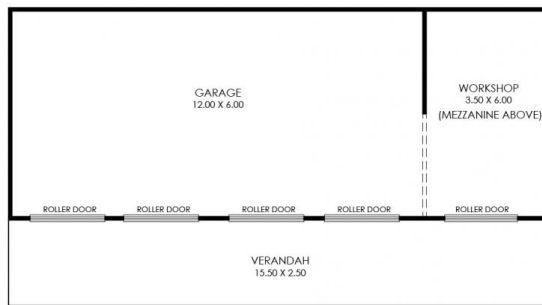 GARAGE
12.00 X 6.00
WORKSHOP
3.50 X 6.00
(MEZZANINE ABOVE)
ROLLER DOOR
ROLLER DOOR
ROLLER DOOR
ROLLER DOOR
ROLLER DOOR
VERANDAH
15.50 X 2.50